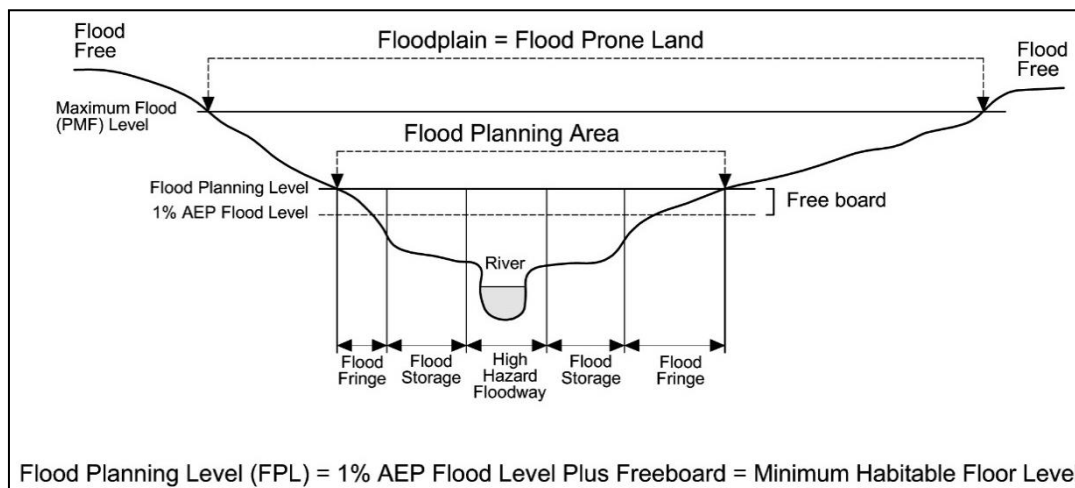 Flood
Free
Floodplain = Flood Prone Land
Flood
Free
Maximum Flood
(PMF) Level
Flood Planning Area
Flood Planning Level
1% AEP Flood Level
Free board
River
Flood
Fringe
Flood
Storage
High
Hazard
Floodway
Flood
Storage
Flood
Fringe
Flood Planning Level (FPL) = 1% AEP Flood Level Plus Freeboard = Minimum Habitable Floor Level